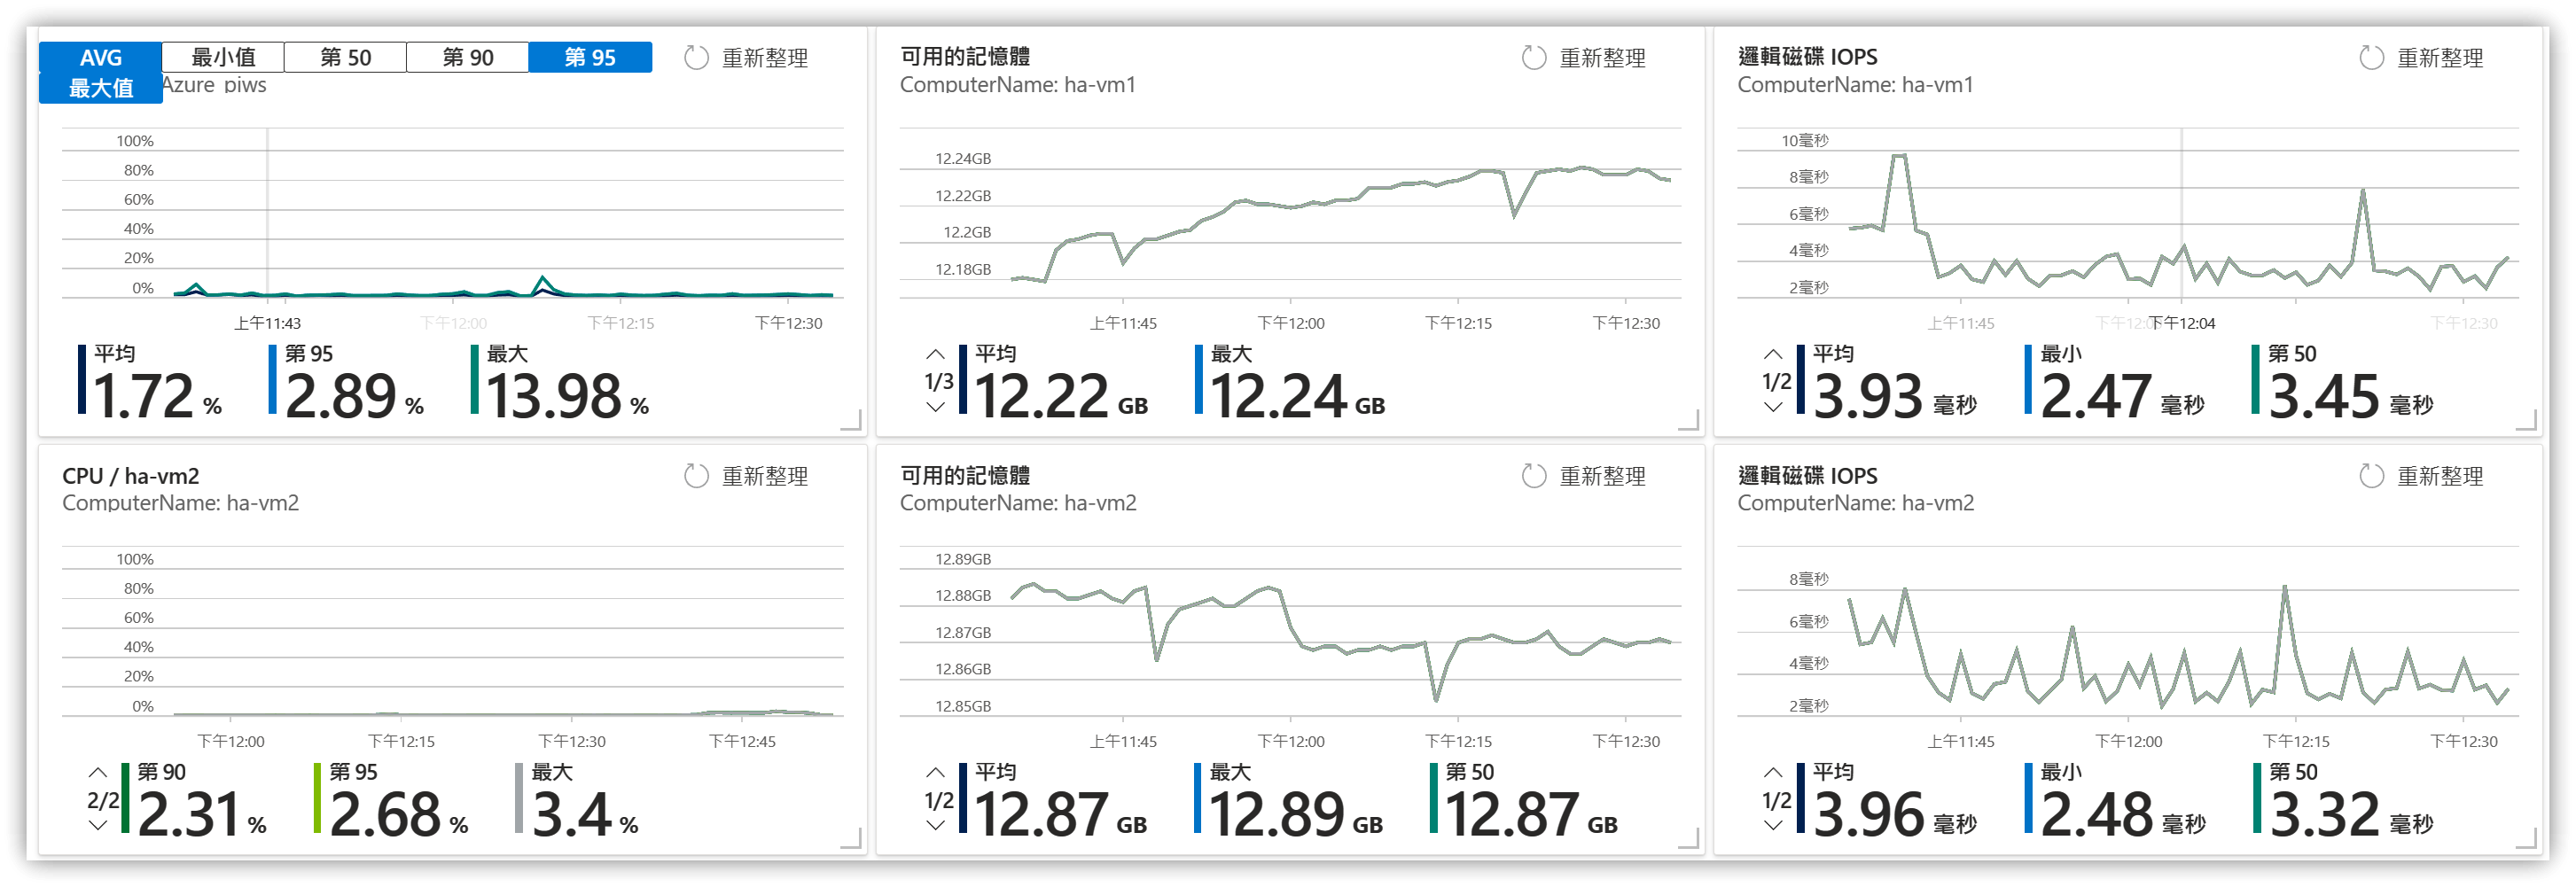 AVG 最小值 第 50 第 90 第 95 重新整理
最大值 Azure_piws
100%
80%
60%
40%
20%
0%
上午11:43 下午12:00 下午12:15 下午12:30
平均 第 95 最大
1.72 % 2.89 % 13.98 %
可用的記憶體 重新整理
ComputerName: ha-vm1
12.24GB
12.22GB
12.2GB
12.18GB
上午11:45 下午12:00 下午12:15 下午12:30
1/3
平均 最大
12.22 GB 12.24 GB
邏輯磁碟 IOPS 重新整理
ComputerName: ha-vm1
10毫秒
8毫秒
6毫秒
4毫秒
2毫秒
上午11:45 下午12:04 下午12:30
1/2
平均 最小 第 50
3.93 毫秒 2.47 毫秒 3.45 毫秒
CPU / ha-vm2 重新整理
ComputerName: ha-vm2
100%
80%
60%
40%
20%
0%
下午12:00 下午12:15 下午12:30 下午12:45
2/2
第 90 第 95 最大
2.31 % 2.68 % 3.4 %
可用的記憶體 重新整理
ComputerName: ha-vm2
12.89GB
12.88GB
12.87GB
12.86GB
12.85GB
上午11:45 下午12:00 下午12:15 下午12:30
1/2
平均 最大 第 50
12.87 GB 12.89 GB 12.87 GB
邏輯磁碟 IOPS 重新整理
ComputerName: ha-vm2
8毫秒
6毫秒
4毫秒
2毫秒
上午11:45 下午12:00 下午12:15 下午12:30
1/2
平均 最小 第 50
3.96 毫秒 2.48 毫秒 3.32 毫秒